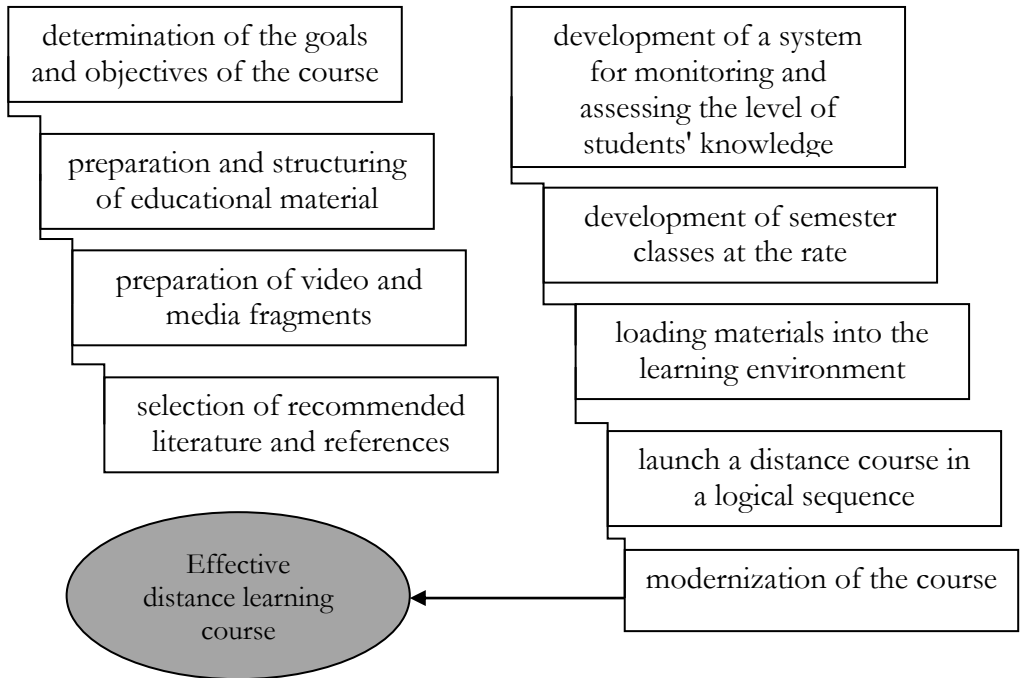 determination of the goals
and objectives of the course
preparation and structuring
of educational material
preparation of video and
media fragments
selection of recommended
literature and references
development of a system
for monitoring and
assessing the level of
students' knowledge
development of semester
classes at the rate
loading materials into the
learning environment
launch a distance course in
a logical sequence
modernization of the course
Effective
distance learning
course